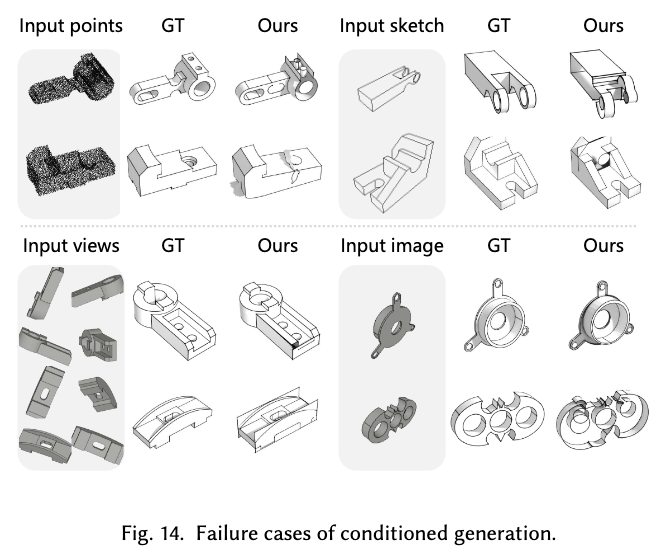 Input points GT Ours Input sketch GT Ours
Input views GT Ours Input image GT Ours
Fig. 14. Failure cases of conditioned generation.